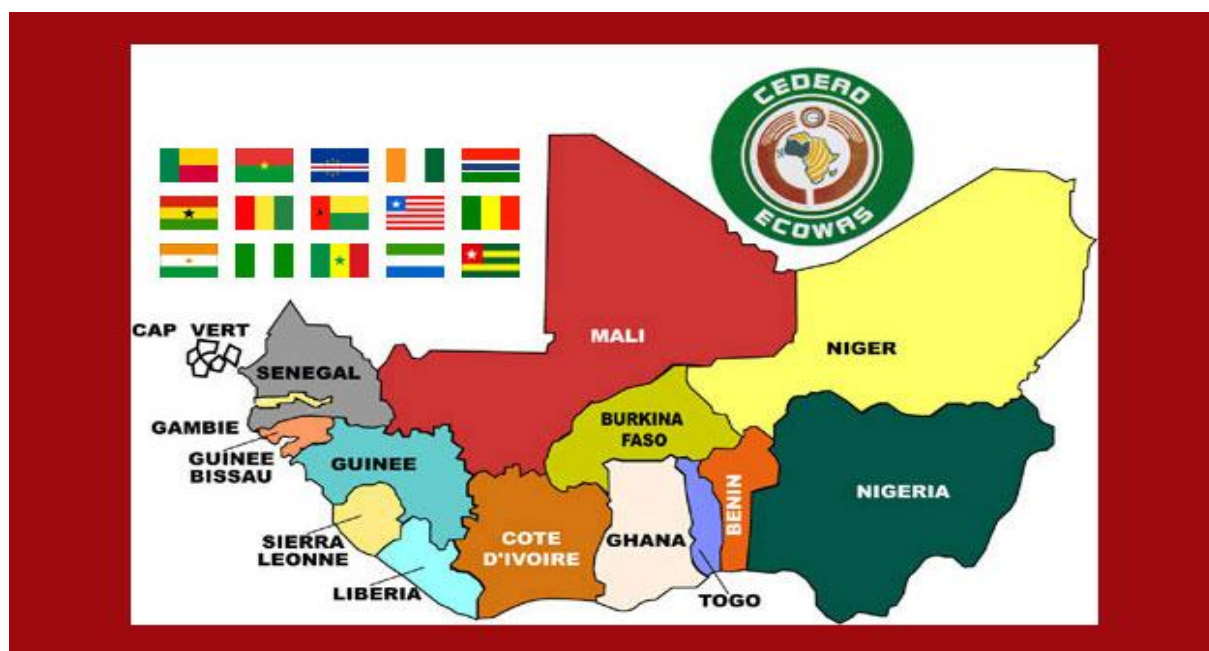 CEDEAO
ECOWAS
CAP VERT
SENEGAL
MALI
NIGER
GAMBIE
GUINEE
BISSAU
GUINEE
BURKINA
FASO
NIGERIA
BENIN
SIERRA
LEONNE
COTE
D'IVOIRE
GHANA
LIBERIA
TOGO